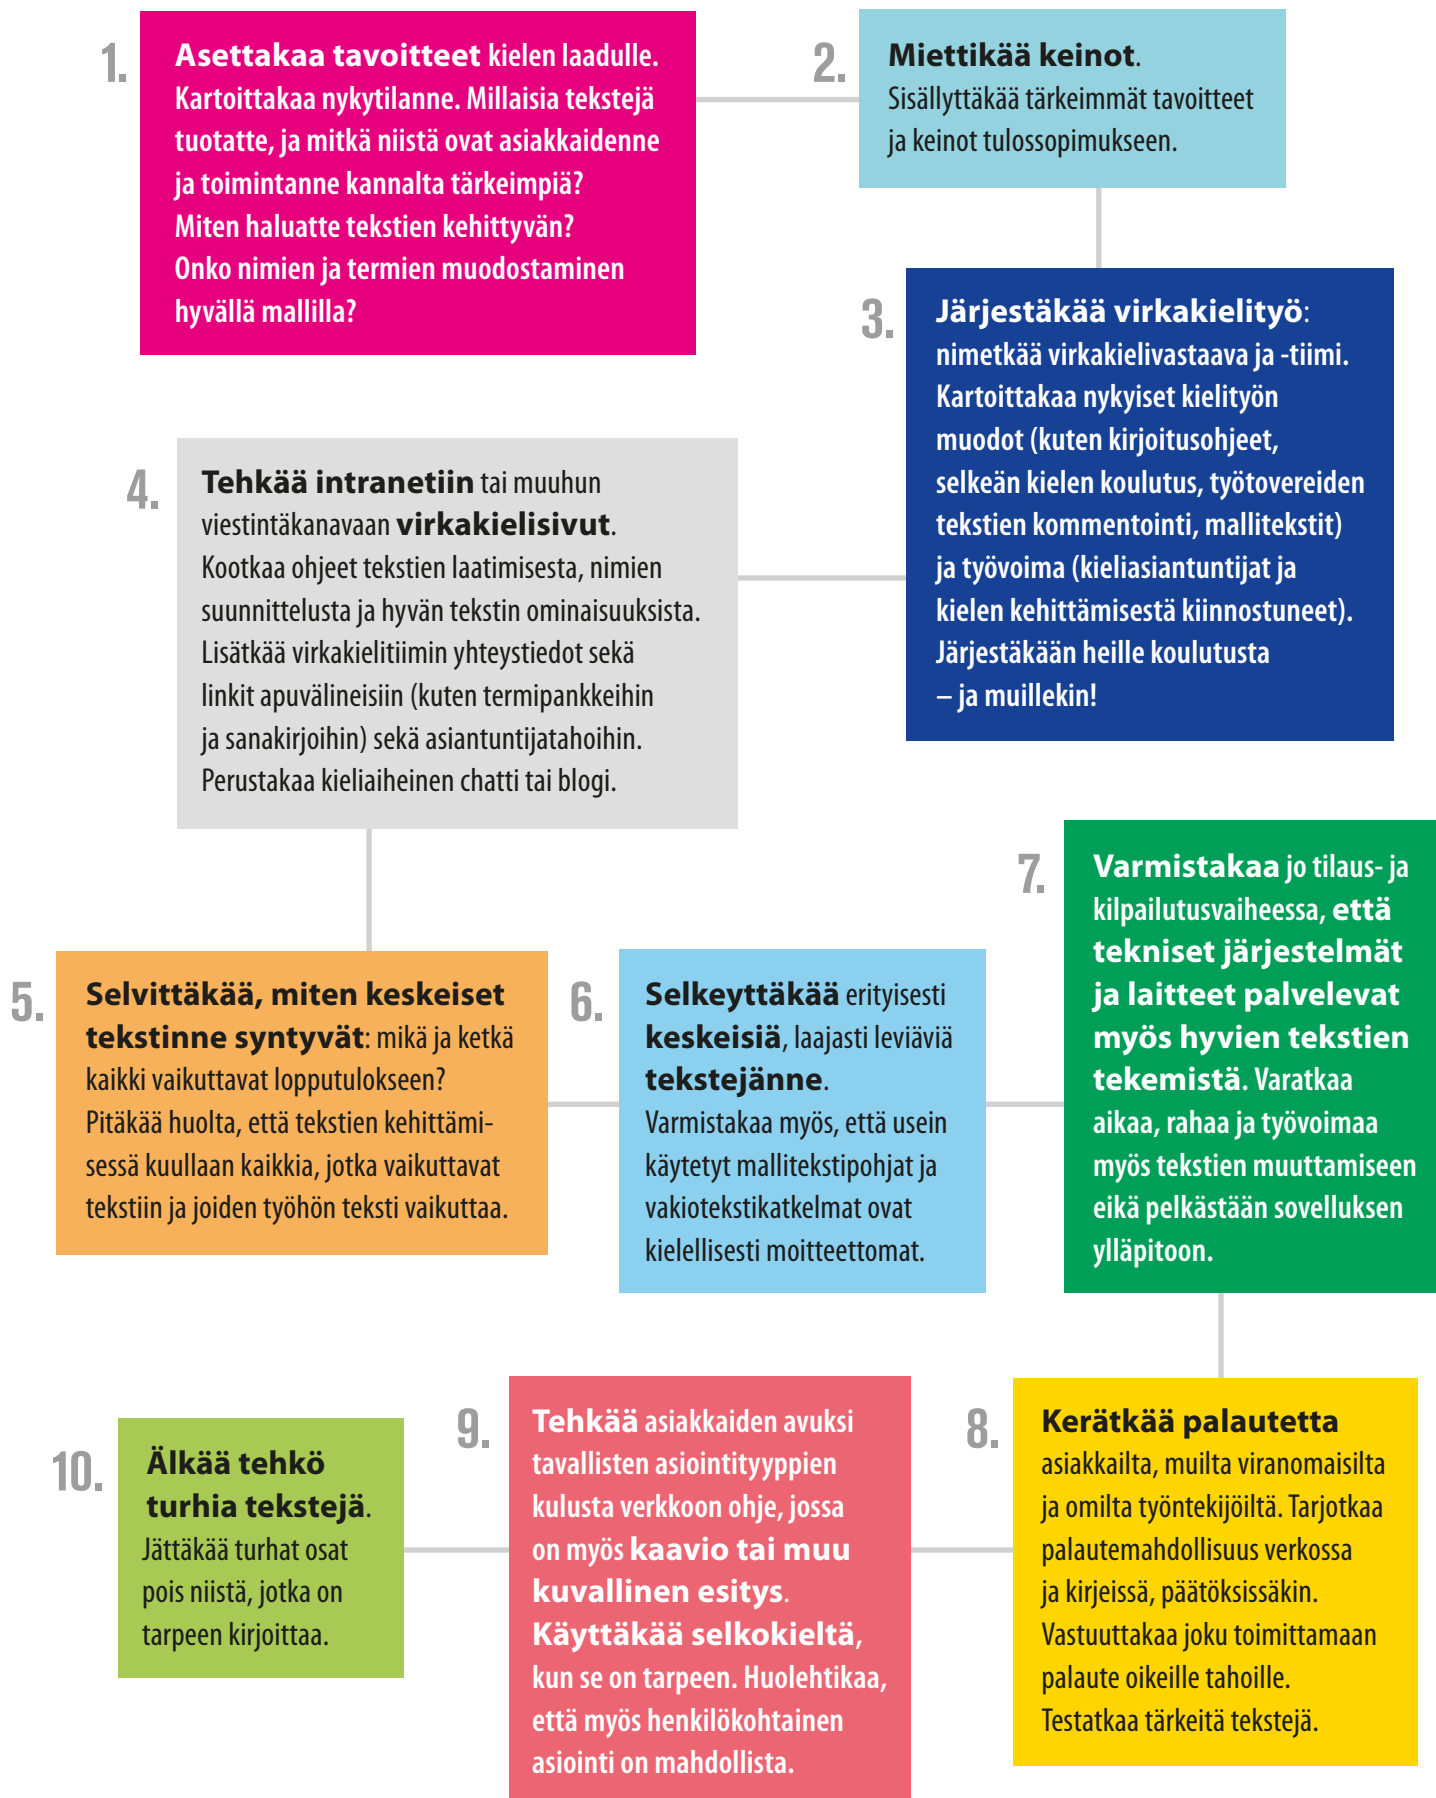 1.
Asettakaa tavoitteet kielen laadulle.
Kartoittakaa nykytilanne. Millaisia tekstejä
tuotatte, ja mitkä niistä ovat asiakkaidenne
ja toimintanne kannalta tärkeimpiä?
Miten haluatte tekstien kehittyvän?
Onko nimien ja termien muodostaminen
hyvällä mallilla?
2.
Miettikää keinot.
Sisällyttäkää tärkeimmät tavoitteet
ja keinot tulossopimukseen.
3.
Järjestäkää virkakielityö:
nimetkää virkakielivastaava ja -tiimi.
Kartoittakaa nykyiset kielityön
muodot (kuten kirjoitusohjeet,
selkeän kielen koulutus, työtovereiden
tekstien kommentointi, mallitekstit)
ja työvoima (kieliasiantuntijat ja
kielen kehittämisestä kiinnostuneet).
Järjestäkään heille koulutusta
– ja muillekin!
4.
Tehkää intranetiin tai muuhun
viestintäkanavaan virkakielisivut.
Kootkaa ohjeet tekstien laatimisesta, nimien
suunnittelusta ja hyvän tekstin ominaisuuksista.
Lisätkää virkakielitiimin yhteystiedot sekä
linkit apuvälineisiin (kuten termipankkeihin
ja sanakirjoihin) sekä asiantuntijatahoihin.
Perustakaa kieliaiheinen chatti tai blogi.
5.
Selvittäkää, miten keskeiset
tekstinne syntyvät: mikä ja ketkä
kaikki vaikuttavat lopputulokseen?
Pitäkää huolta, että tekstien kehittämi-
sessä kuullaan kaikkia, jotka vaikuttavat
tekstiin ja joiden työhön teksti vaikuttaa.
6.
Selkeyttäkää erityisesti
keskeisiä, laajasti leviäviä
tekstejänne.
Varmistakaa myös, että usein
käytetyt mallitekstipohjat ja
vakiotekstikatkelmat ovat
kielellisesti moitteettomat.
7.
Varmistakaa jo tilaus- ja
kilpailutusvaiheessa, että
tekniset järjestelmät
ja laitteet palvelevat
myös hyvien tekstien
tekemistä. Varatkaa
aikaa, rahaa ja työvoimaa
myös tekstien muuttamiseen
eikä pelkästään sovelluksen
ylläpitoon.
8.
Kerätkää palautetta
asiakkailta, muilta viranomaisilta
ja omilta työntekijöiltä. Tarjotkaa
palautemahdollisuus verkossa
ja kirjeissä, päätöksissäkin.
Vastuuttakaa joku toimittamaan
palaute oikeille tahoille.
Testatkaa tärkeitä tekstejä.
9.
Tehkää asiakkaiden avuksi
tavallisten asiointityyppien
kulusta verkkoon ohje, jossa
on myös kaavio tai muu
kuvallinen esitys.
Käyttäkää selkokieltä,
kun se on tarpeen. Huolehtikaa,
että myös henkilökohtainen
asiointi on mahdollista.
10.
Älkää tehkö
turhia tekstejä.
Jättäkää turhat osat
pois niistä, jotka on
tarpeen kirjoittaa.